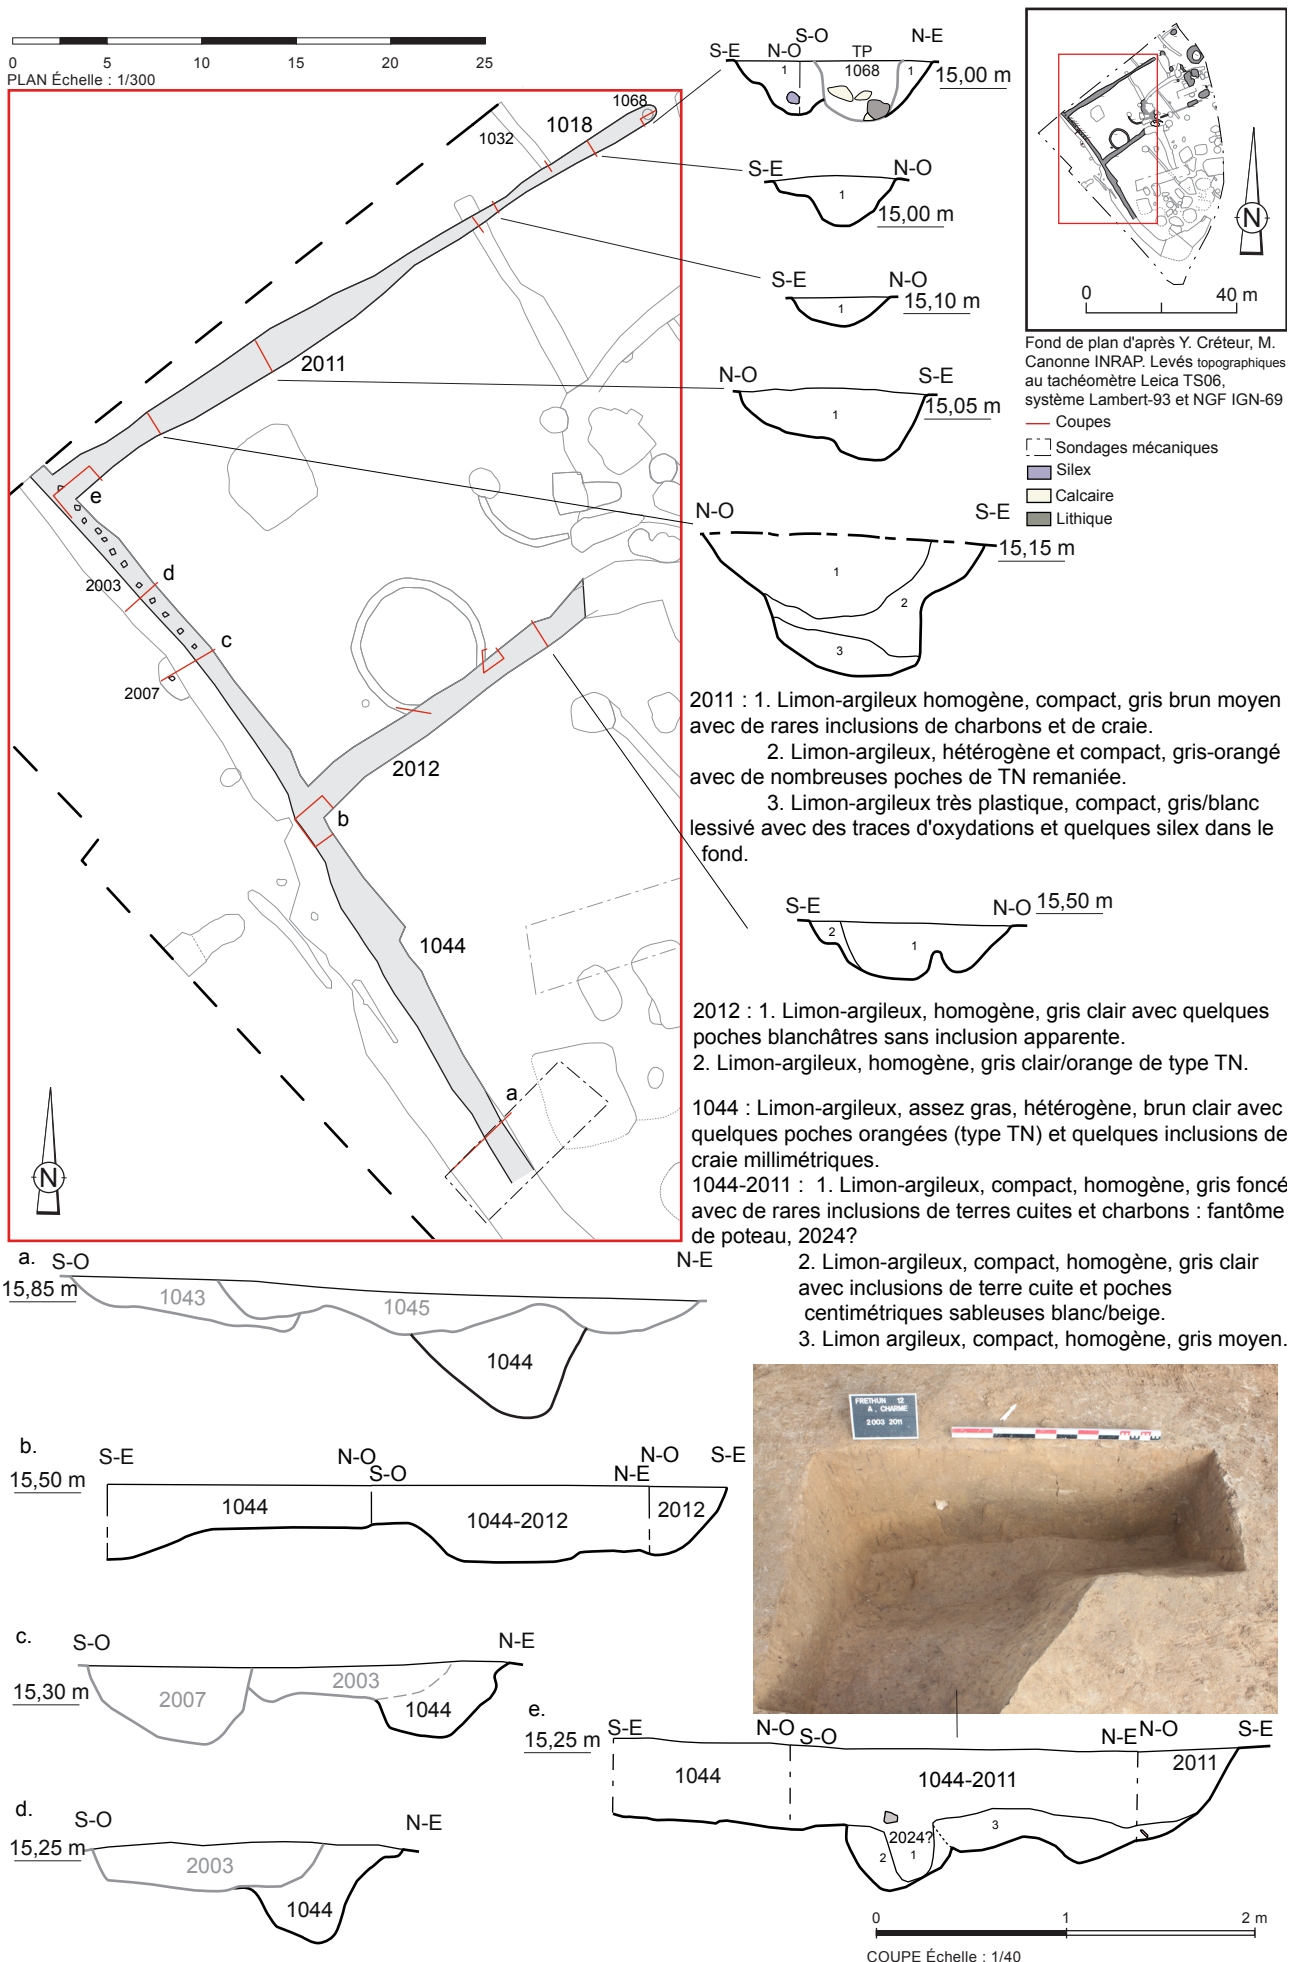 0 5 10 15 20 25
PLAN Échelle : 1/300
1068
1018
1032
2011
e
d
2003
c
2007
2012
b
1044
a
N
S-E N-O S-O TP N-E
1 1068 1
15,00 m
S-E N-O
1
15,00 m
S-E N-O
1
15,10 m
N-O S-E
1
15,05 m
N-O S-E
15,15 m
1
2
3
N
0 40 m
Fond de plan d'après Y. Créteur, M.
Canonne INRAP. Levés topographiques
au tachéomètre Leica TS06,
système Lambert-93 et NGF IGN-69
Coupes
Sondages mécaniques
Silex
Calcaire
Lithique
2011 : 1. Limon-argileux homogène, compact, gris brun moyen
avec de rares inclusions de charbons et de craie.
2. Limon-argileux, hétérogène et compact, gris-orangé
avec de nombreuses poches de TN remaniée.
3. Limon-argileux très plastique, compact, gris/blanc
lessivé avec des traces d'oxydations et quelques silex dans le
fond.
S-E N-O 15,50 m
2 1
2012 : 1. Limon-argileux, homogène, gris clair avec quelques
poches blanchâtres sans inclusion apparente.
2. Limon-argileux, homogène, gris clair/orange de type TN.
1044 : Limon-argileux, assez gras, hétérogène, brun clair avec
quelques poches orangées (type TN) et quelques inclusions de
craie millimétriques.
1044-2011 : 1. Limon-argileux, compact, homogène, gris foncé
avec de rares inclusions de terres cuites et charbons : fantôme
de poteau, 2024?
2. Limon-argileux, compact, homogène, gris clair
avec inclusions de terre cuite et poches
centimétriques sableuses blanc/beige.
3. Limon argileux, compact, homogène, gris moyen.
a. S-O N-E
15,85 m
1043 1045
1044
b.
S-E N-O S-O N-E N-O S-E
15,50 m
1044 1044-2012 2012
c.
S-O N-E
15,30 m
2007 2003 1044
d.
S-O N-E
15,25 m
2003
1044
FRETHUN 12
A . CHARME
2003 2011
e.
S-E N-O S-O N-E N-O S-E
15,25 m
1044 1044-2011 2011
2024?
2 1 3
0 1 2 m
COUPE Échelle : 1/40